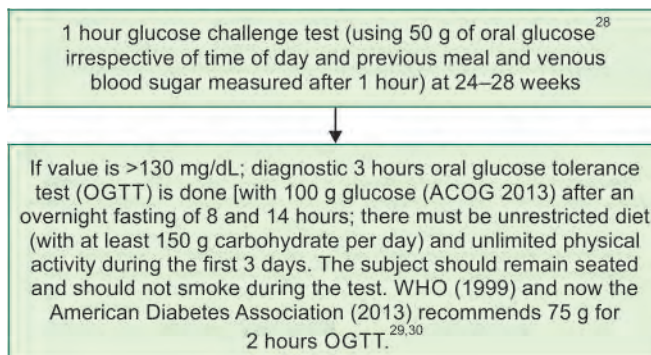 1 hour glucose challenge test (using 50 g of oral glucose28
irrespective of time of day and previous meal and venous
blood sugar measured after 1 hour) at 24–28 weeks
If value is >130 mg/dL; diagnostic 3 hours oral glucose tolerance
test (OGTT) is done [with 100 g glucose (ACOG 2013) after an
overnight fasting of 8 and 14 hours; there must be unrestricted diet
(with at least 150 g carbohydrate per day) and unlimited physical
activity during the first 3 days. The subject should remain seated
and should not smoke during the test. WHO (1999) and now the
American Diabetes Association (2013) recommends 75 g for
2 hours OGTT.29,30